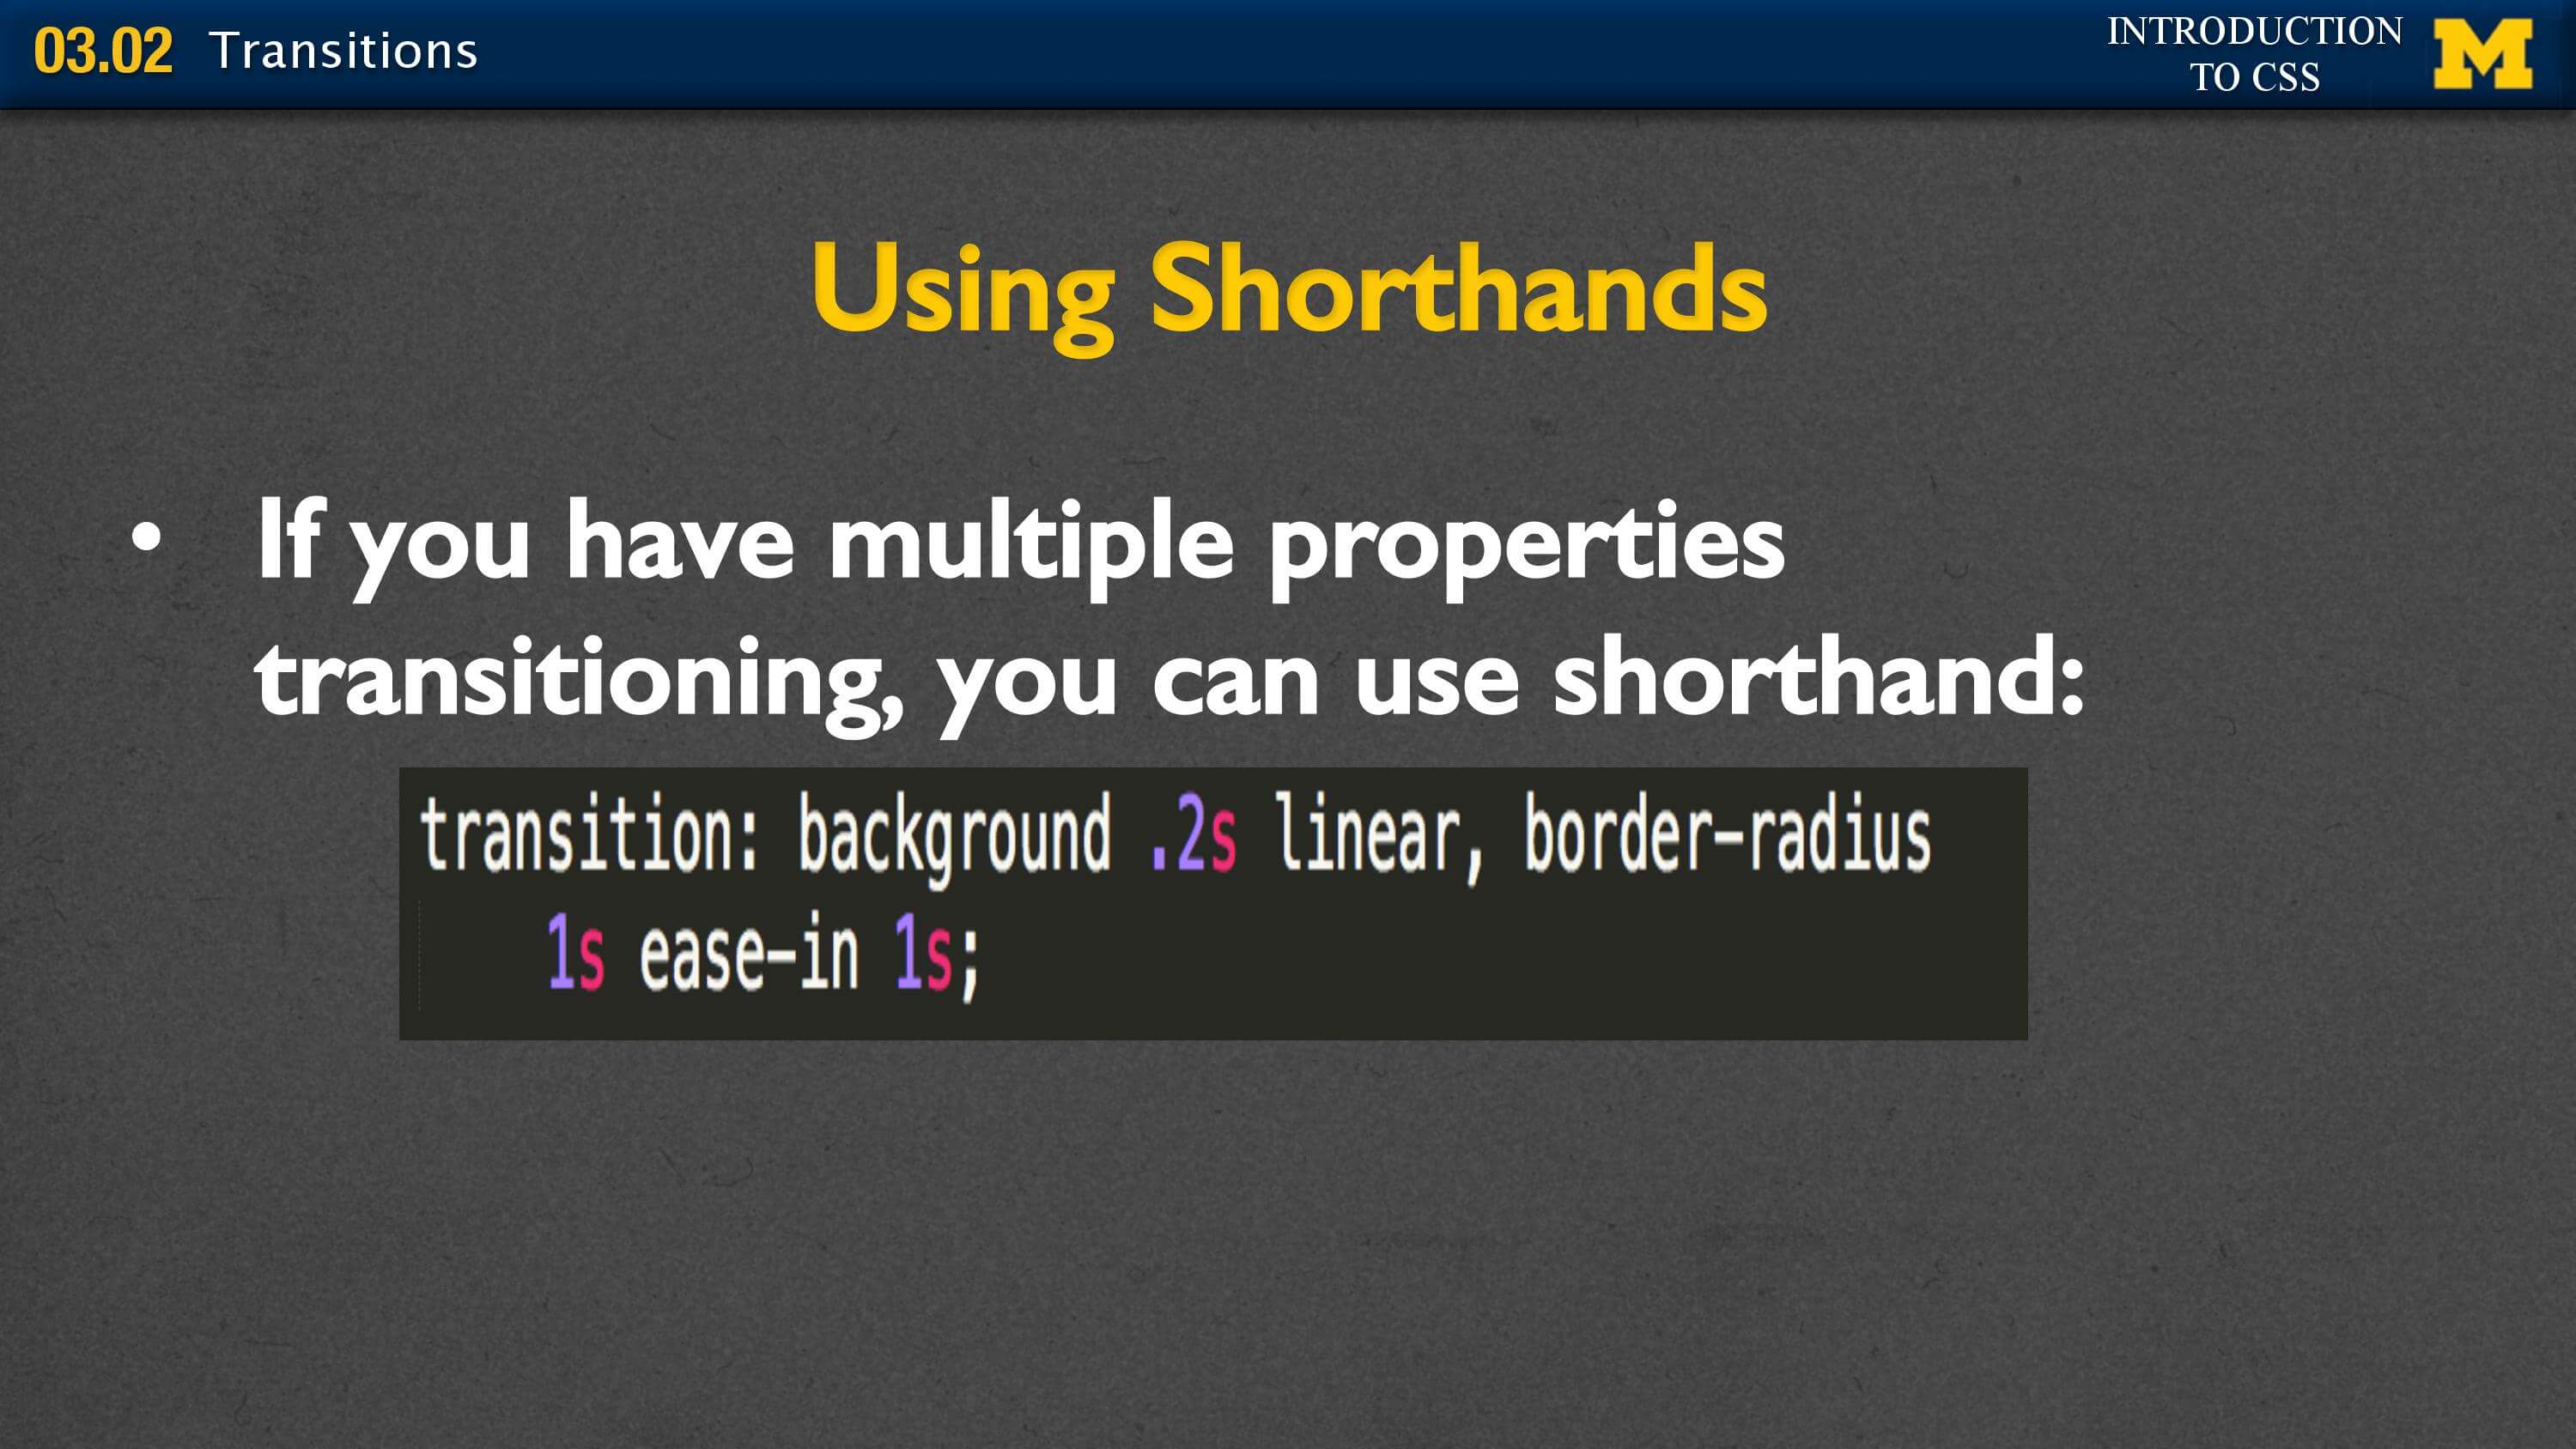 03.02 Transitions
INTRODUCTION
TO CSS
M
Using Shorthands
• If you have multiple properties
transitioning, you can use shorthand:
transition: background .2s linear, border-radius
1s ease-in 1s;